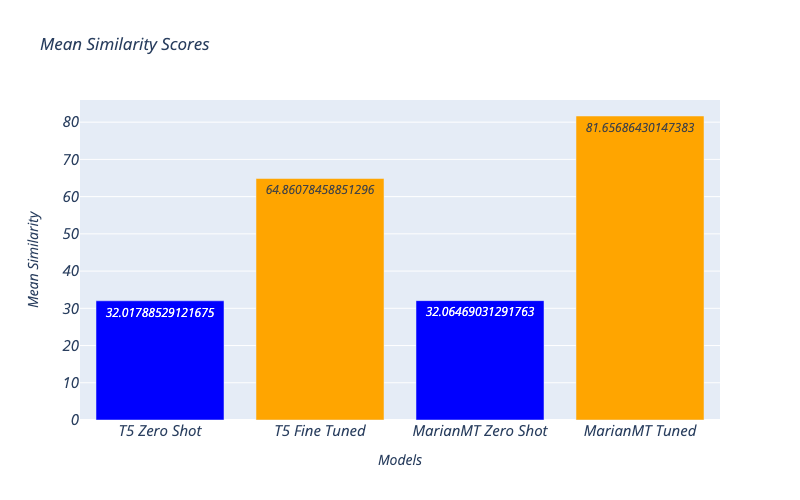 Mean Similarity Scores
80
70
60
50
40
30
20
10
0
Mean Similarity
32.01788529121675
64.86078458851296
32.06469031291763
81.65686430147383
T5 Zero Shot
T5 Fine Tuned
MarianMT Zero Shot
MarianMT Tuned
Models